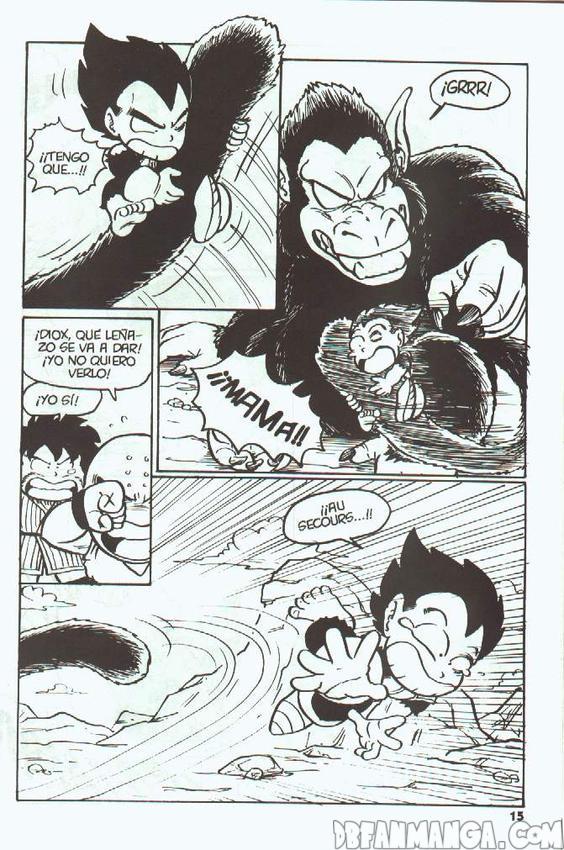 ¡¡TENGO
QUE...!!
¡GRRR!
¡DIOX, QUE LEÑA-
ZO SE VA A DAR!
¡YO NO QUIERO
VERLO!
¡YO SÍ!
¡¡MAMA!!
¡¡AU
SECOURS...!!
15
DBFANMANGA.COM